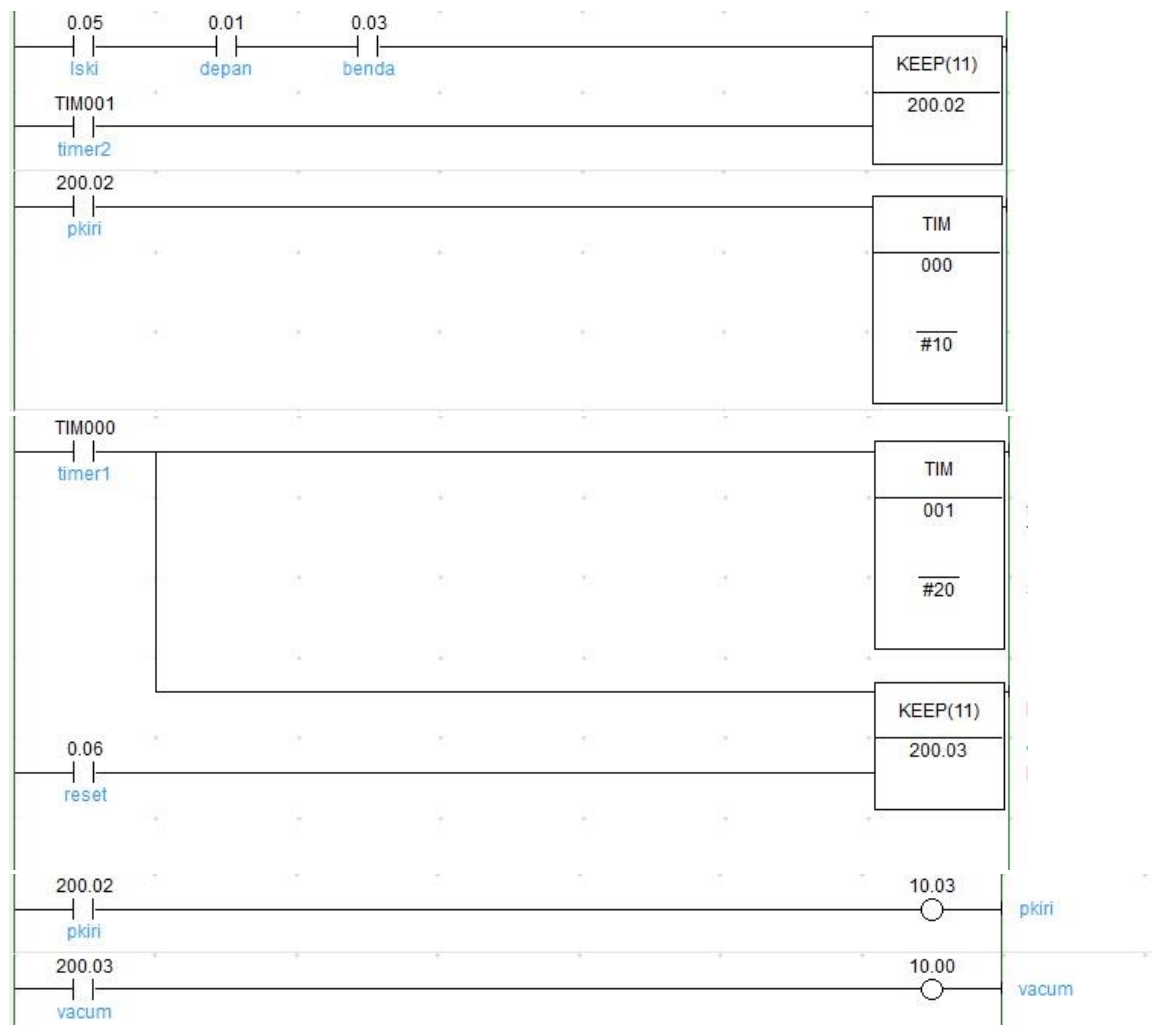 0.05 0.01 0.03
lski depan benda
KEEP(11)
TIM001
200.02
timer2
200.02
pkiri
TIM
000
#10
TIM000
timer1
TIM
001
#20
KEEP(11)
0.06
200.03
reset
200.02 10.03
pkiri
pkiri
200.03 10.00
vacum
vacum